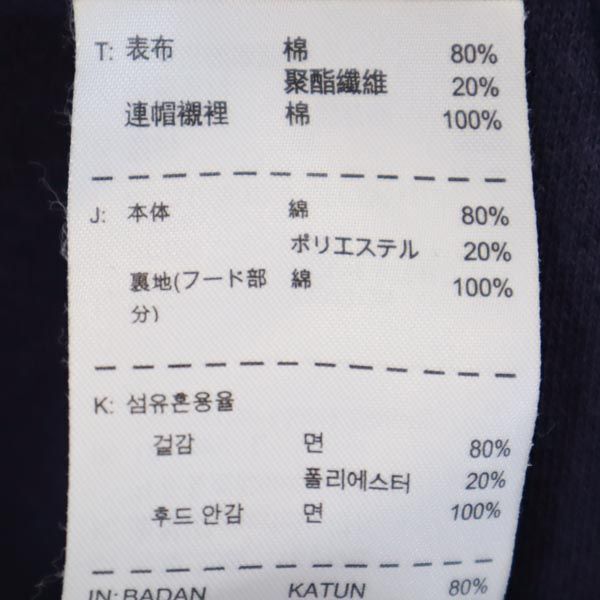 T: 表布 棉 80%
聚酯纖維 20%
連帽襯裡 棉 100%
J: 本体 綿 80%
ポリエステル 20%
裏地(フード部 綿 100%
分)
K: 섬유혼용율
겉감 면 80%
폴리에스터 20%
후드 안감 면 100%
IN: BADAN KATUN 80%